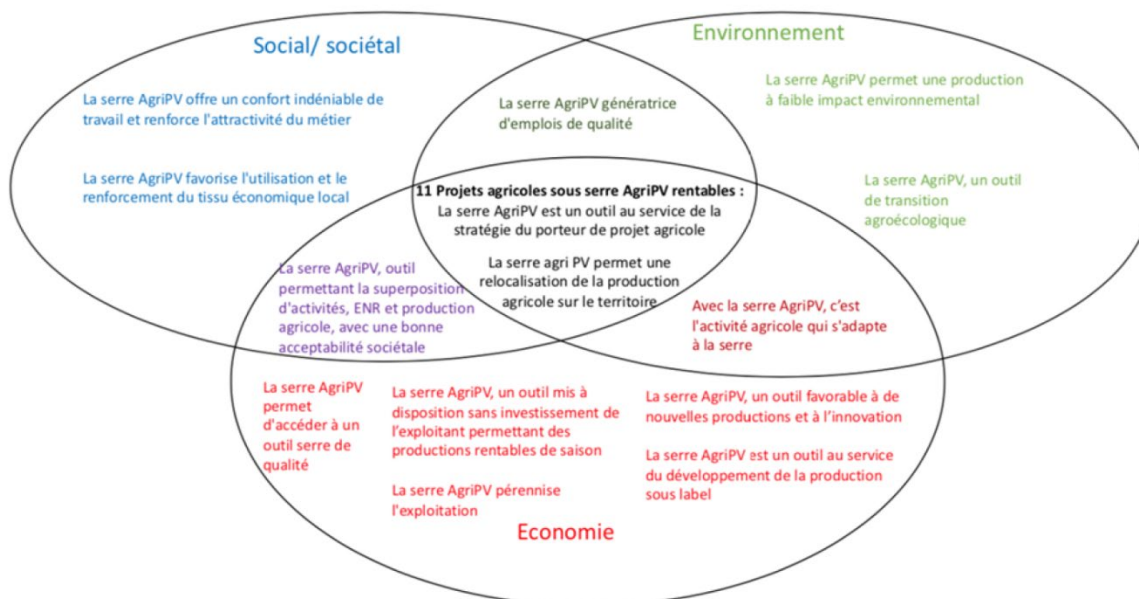 Social/ sociétal
Environnement
La serre AgriPV offre un confort indéniable de
travail et renforce l'attractivité du métier
La serre AgriPV favorise l'utilisation et le
renforcement du tissu économique local
La serre AgriPV génératrice
d'emplois de qualité
La serre AgriPV permet une production
à faible impact environnemental
La serre AgriPV, un outil
de transition
agroécologique
11 Projets agricoles sous serre AgriPV rentables :
La serre AgriPV est un outil au service de la
stratégie du porteur de projet agricole
La serre agri PV permet une
relocalisation de la production
agricole sur le territoire
La serre AgriPV, outil
permettant la superposition
d'activités, ENR et production
agricole, avec une bonne
acceptabilité sociétale
Avec la serre AgriPV, c’est
l'activité agricole qui s'adapte
à la serre
La serre AgriPV
permet
d'accéder à un
outil serre de
qualité
La serre AgriPV, un outil mis à
disposition sans investissement de
l’exploitant permettant des
productions rentables de saison
La serre AgriPV pérennise
l'exploitation
La serre AgriPV, un outil favorable à de
nouvelles productions et à l’innovation
La serre AgriPV est un outil au service
du développement de la production
sous label
Economie